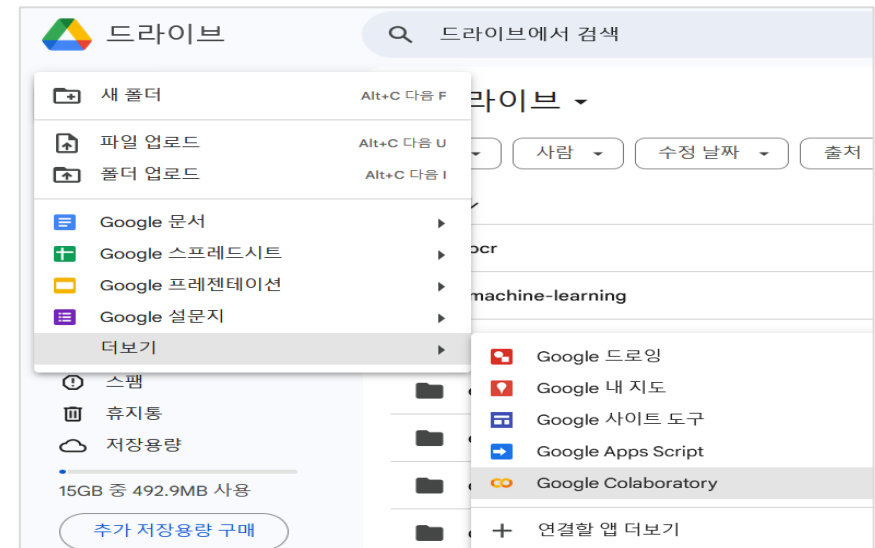 드라이브
드라이브에서 검색
새 폴더 Alt+C 다음 F
파일 업로드 Alt+C 다음 U
폴더 업로드 Alt+C 다음 I
Google 문서
Google 스프레드시트
Google 프레젠테이션
Google 설문지
더보기
스팸
휴지통
저장용량
15GB 중 492.9MB 사용
추가 저장용량 구매
라이브
사람
수정 날짜
출처
ocr
machine-learning
Google 드로잉
Google 내 지도
Google 사이트 도구
Google Apps Script
Google Colaboratory
연결할 앱 더보기